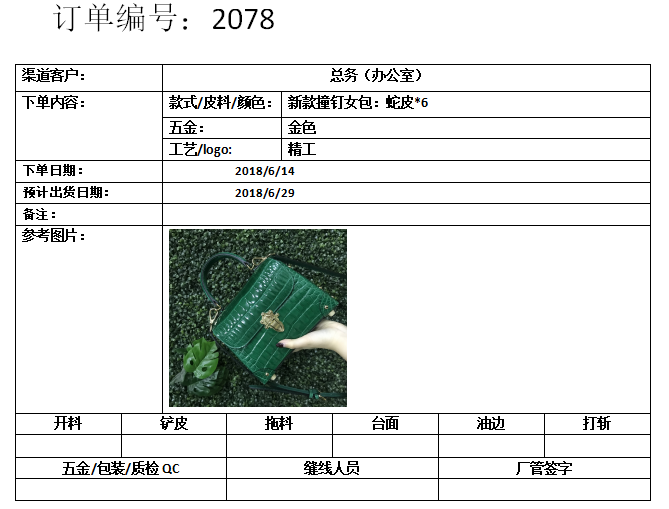 订单编号：2078
渠道客户： 总务（办公室）
下单内容： 款式/皮料/颜色： 新款撞钉女包：蛇皮*6
五金： 金色
工艺/logo: 精工
下单日期： 2018/6/14
预计出货日期： 2018/6/29
备注：
参考图片：
开料 铲皮 拖料 台面 油边 打斩
五金/包装/质检 QC 缝线人员 厂管签字